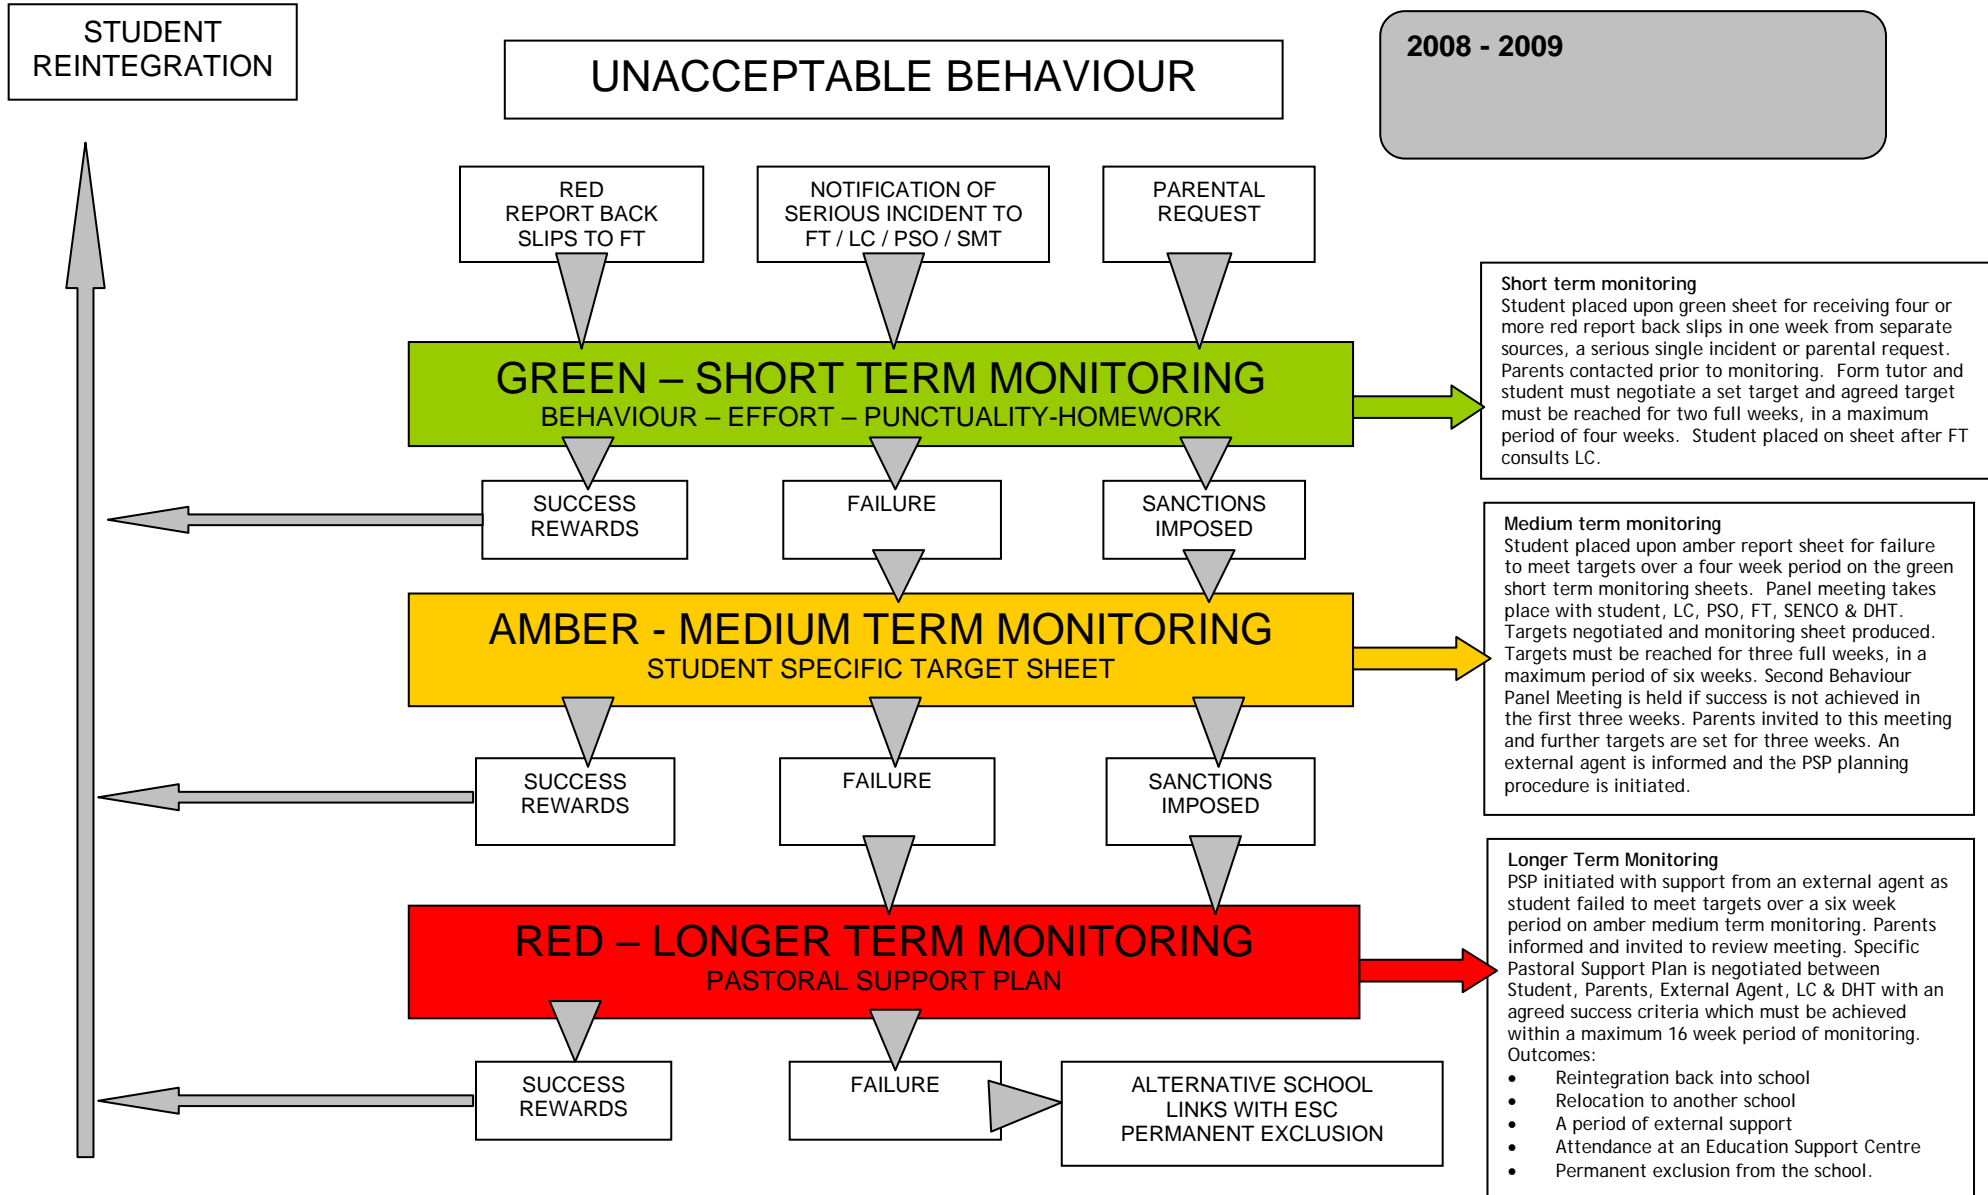 STUDENT
REINTEGRATION
UNACCEPTABLE BEHAVIOUR
2008 - 2009
RED
REPORT BACK
SLIPS TO FT
NOTIFICATION OF
SERIOUS INCIDENT TO
FT / LC / PSO / SMT
PARENTAL
REQUEST
GREEN – SHORT TERM MONITORING
BEHAVIOUR – EFFORT – PUNCTUALITY-HOMEWORK
Short term monitoring
Student placed upon green sheet for receiving four or
more red report back slips in one week from separate
sources, a serious single incident or parental request.
Parents contacted prior to monitoring.  Form tutor and
student must negotiate a set target and agreed target
must be reached for two full weeks, in a maximum
period of four weeks.  Student placed on sheet after FT
consults LC.
SUCCESS
REWARDS
FAILURE
SANCTIONS
IMPOSED
AMBER - MEDIUM TERM MONITORING
STUDENT SPECIFIC TARGET SHEET
Medium term monitoring
Student placed upon amber report sheet for failure
to meet targets over a four week period on the green
short term monitoring sheets.  Panel meeting takes
place with student, LC, PSO, FT, SENCO & DHT.
Targets negotiated and monitoring sheet produced.
Targets must be reached for three full weeks, in a
maximum period of six weeks. Second Behaviour
Panel Meeting is held if success is not achieved in
the first three weeks. Parents invited to this meeting
and further targets are set for three weeks. An
external agent is informed and the PSP planning
procedure is initiated.
SUCCESS
REWARDS
FAILURE
SANCTIONS
IMPOSED
RED – LONGER TERM MONITORING
PASTORAL SUPPORT PLAN
Longer Term Monitoring
PSP initiated with support from an external agent as
student failed to meet targets over a six week
period on amber medium term monitoring. Parents
informed and invited to review meeting. Specific
Pastoral Support Plan is negotiated between
Student, Parents, External Agent, LC & DHT with an
agreed success criteria which must be achieved
within a maximum 16 week period of monitoring.
Outcomes:
• Reintegration back into school
• Relocation to another school
• A period of external support
• Attendance at an Education Support Centre
• Permanent exclusion from the school.
SUCCESS
REWARDS
FAILURE
ALTERNATIVE SCHOOL
LINKS WITH ESC
PERMANENT EXCLUSION